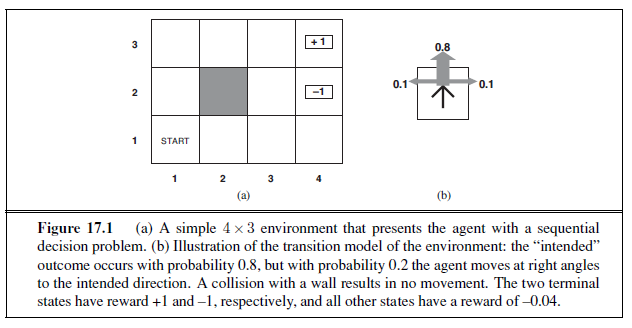 3
+1
0.8
2
−1
0.1
0.1
1
START
1 2 3 4
(a) (b)
Figure 17.1 (a) A simple 4 × 3 environment that presents the agent with a sequential
decision problem. (b) Illustration of the transition model of the environment: the “intended”
outcome occurs with probability 0.8, but with probability 0.2 the agent moves at right angles
to the intended direction. A collision with a wall results in no movement. The two terminal
states have reward +1 and –1, respectively, and all other states have a reward of –0.04.